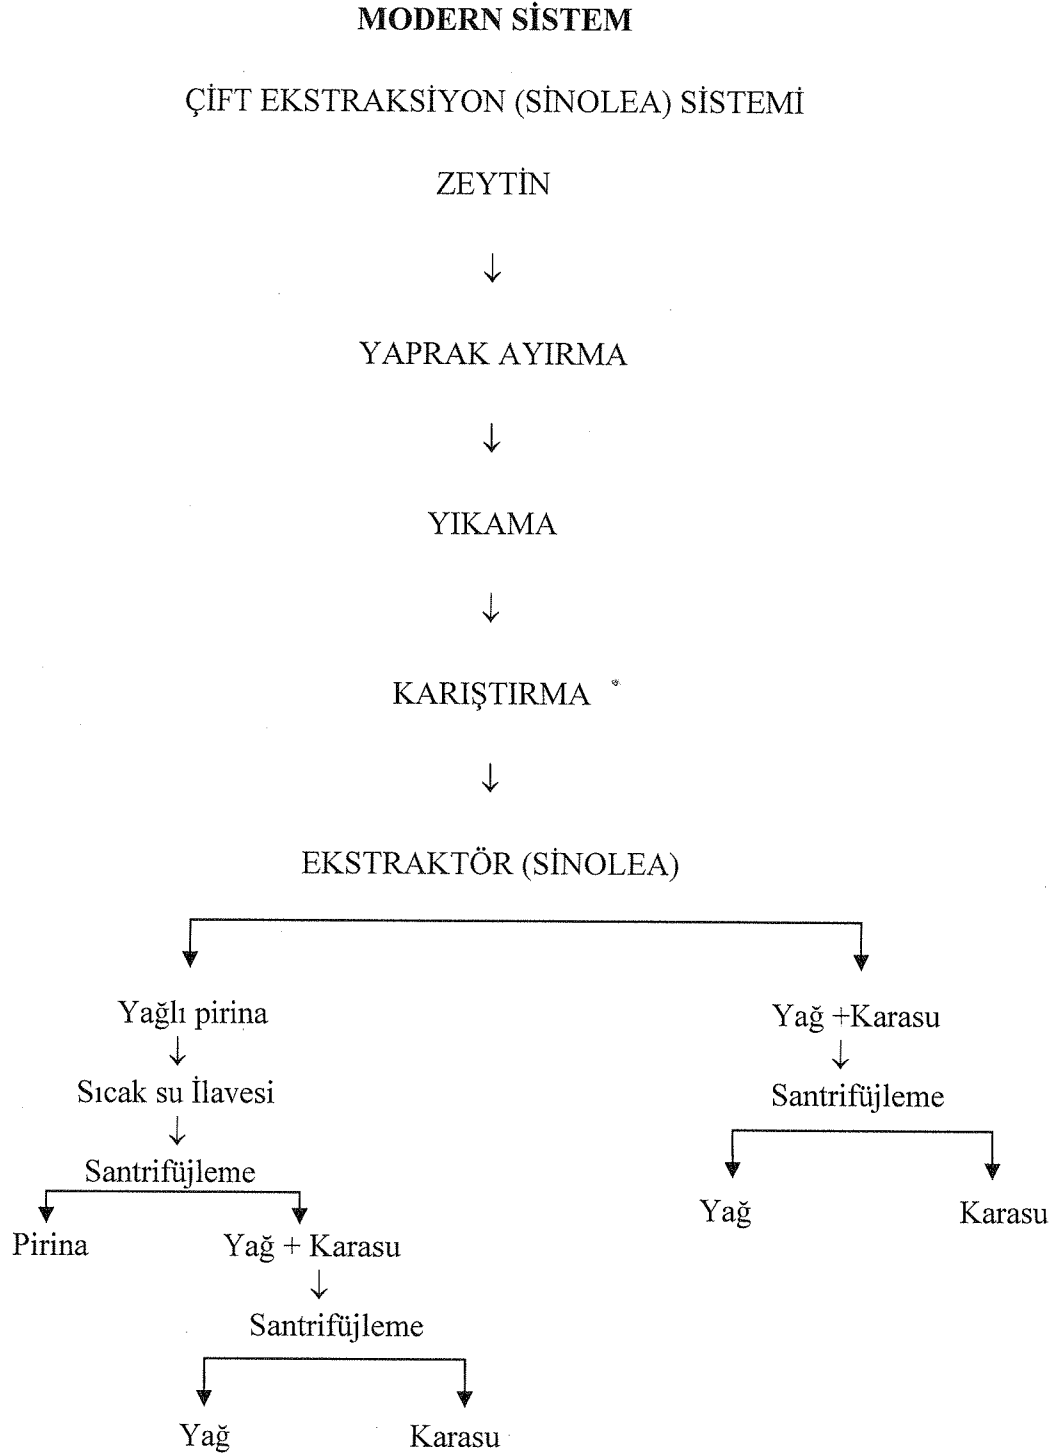 MODERN SİSTEM
ÇİFT EKSTRAKSİYON (SİNOLEA) SİSTEMİ
ZEYTİN
YAPRAK AYIRMA
YIKAMA
KARIŞTIRMA
EKSTRAKTÖR (SİNOLEA)
Yağlı pirina
Yağ +Karasu
Sıcak su İlavesi
Santrifüjleme
Santrifüjleme
Yağ
Karasu
Pirina
Yağ + Karasu
Santrifüjleme
Yağ
Karasu